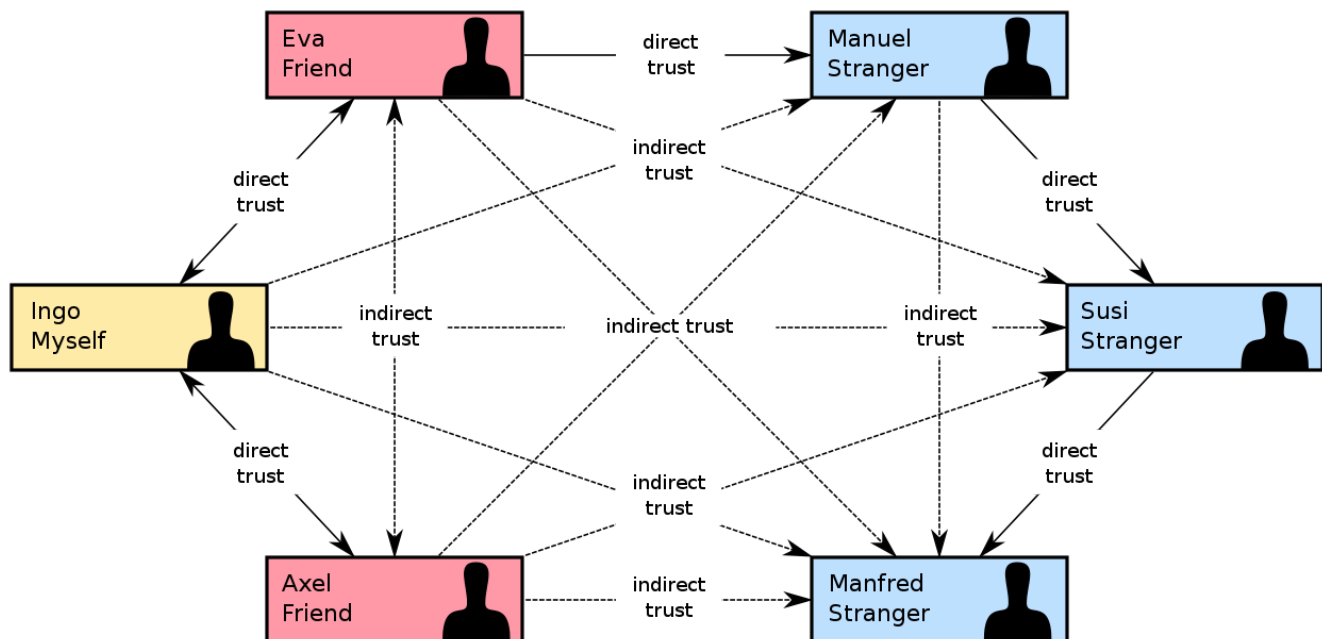 Eva
Friend
direct
trust
Manuel
Stranger
indirect
trust
direct
trust
direct
trust
Ingo
Myself
indirect
trust
indirect trust
indirect
trust
Susi
Stranger
direct
trust
indirect
trust
direct
trust
Axel
Friend
indirect
trust
Manfred
Stranger